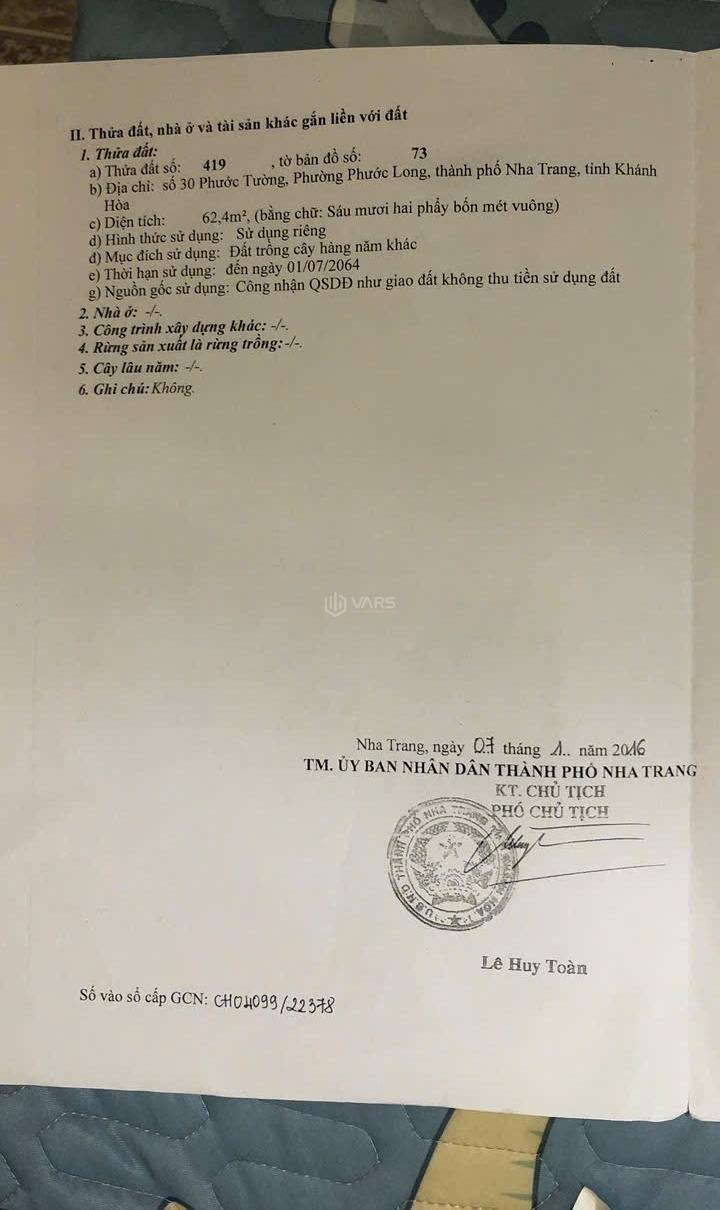 II. Thửa đất, nhà ở và tài sản khác gắn liền với đất
1. Thửa đất:
a) Thửa đất số: 419 , tờ bản đồ số: 73
b) Địa chỉ: số 30 Phước Tường, Phường Phước Long, thành phố Nha Trang, tỉnh Khánh
Hòa
c) Diện tích: 62,4m², (bằng chữ: Sáu mươi hai phẩy bốn mét vuông)
d) Hình thức sử dụng: Sử dụng riêng
đ) Mục đích sử dụng: Đất trồng cây hàng năm khác
e) Thời hạn sử dụng: đến ngày 01/07/2064
g) Nguồn gốc sử dụng: Công nhận QSDĐ như giao đất không thu tiền sử dụng đất
2. Nhà ở: -/-.
3. Công trình xây dựng khác: -/-.
4. Rừng sản xuất là rừng trồng: -/-.
5. Cây lâu năm: -/-.
6. Ghi chú: Không.
VARS
Nha Trang, ngày 07 tháng 1.. năm 2016
TM. ỦY BAN NHÂN DÂN THÀNH PHỐ NHA TRANG
KT. CHỦ TỊCH
PHÓ CHỦ TỊCH
U.B.N.D THÀNH PHỐ NHA TRANG
Lê Huy Toàn
Số vào sổ cấp GCN: CH04099/22378